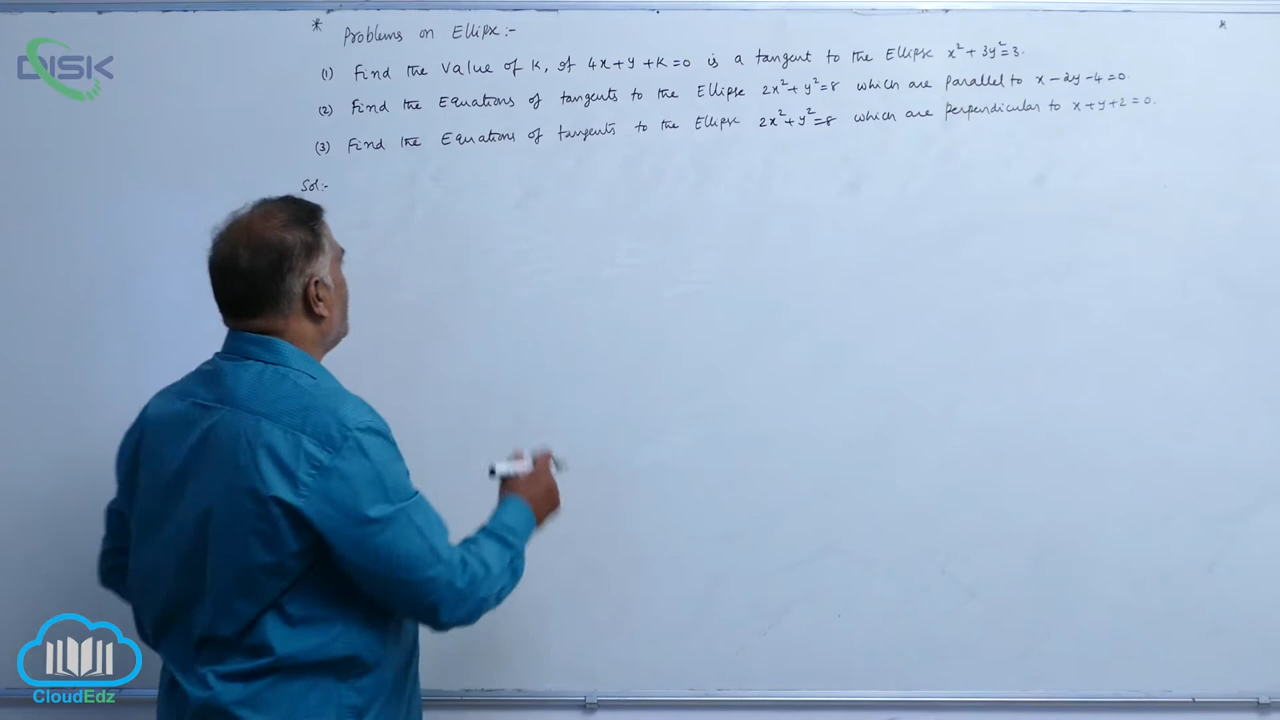 DISK
* Problems on Ellipse :- *
(1) Find the value of K, if 4x+y+K=0 is a tangent to the Ellipse x²+3y²=3.
(2) Find the Equations of tangents to the Ellipse 2x²+y²=8 which are parallel to x-2y-4=0.
(3) Find the Equations of tangents to the Ellipse 2x²+y²=8 which are perpendicular to x+y+2=0.
Sol:-
CloudEdz